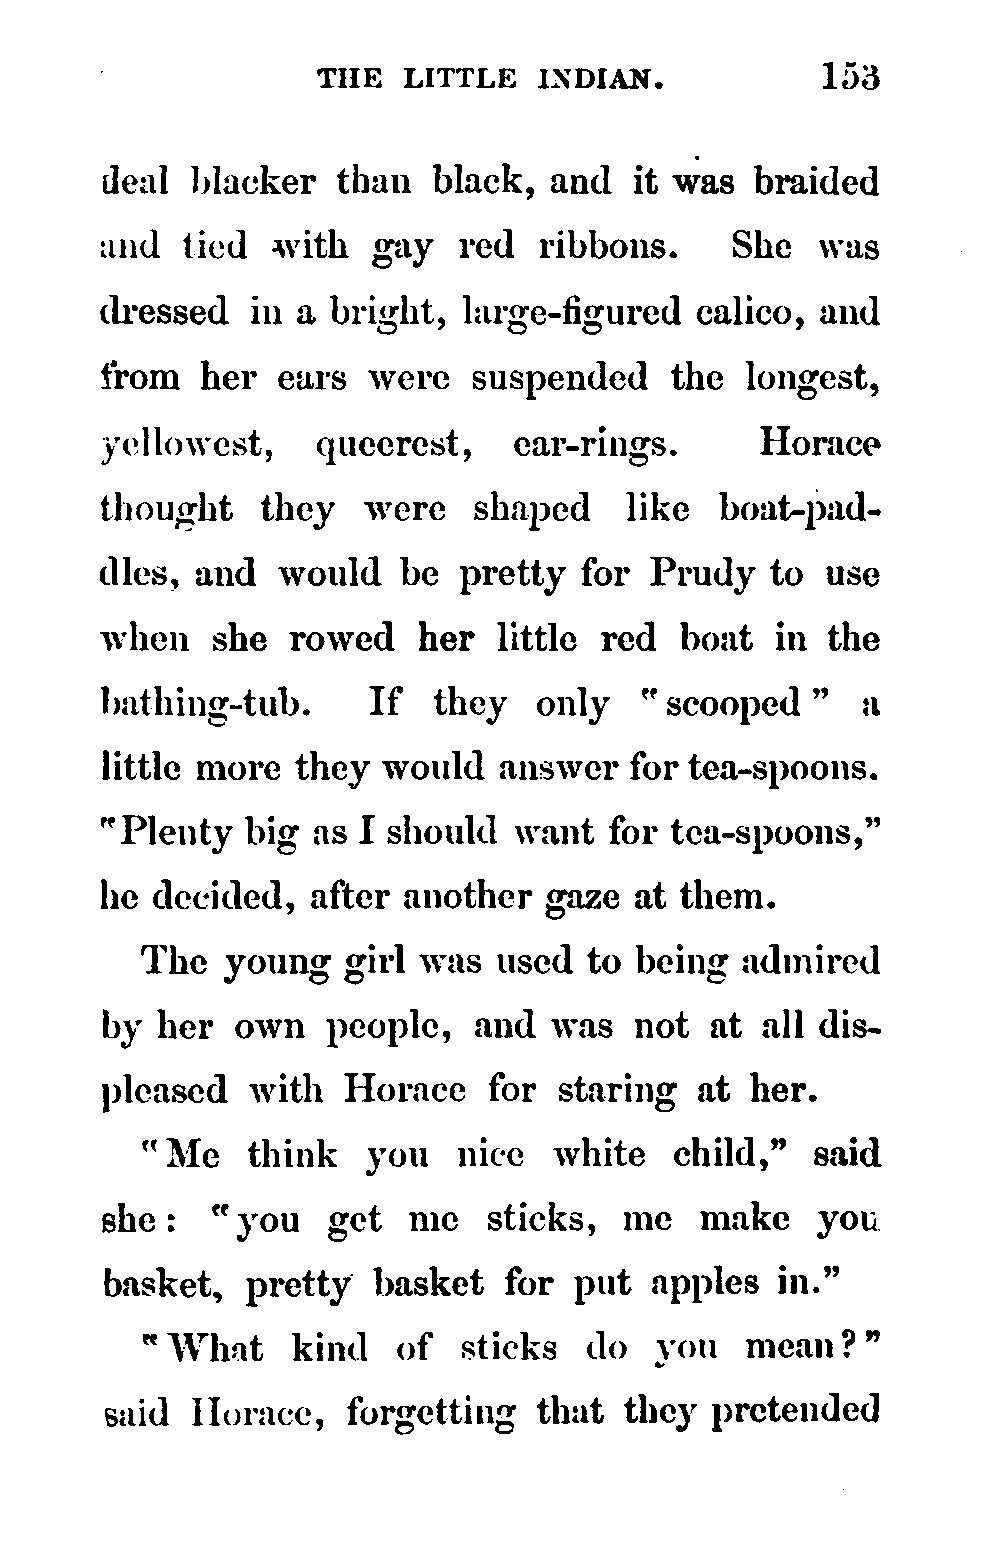 THE LITTLE INDIAN. 153
deal blacker than black, and it was braided
and tied with gay red ribbons. She was
dressed in a bright, large-figured calico, and
from her ears were suspended the longest,
yellowest, queerest, ear-rings. Horace
thought they were shaped like boat-pad-
dles, and would be pretty for Prudy to use
when she rowed her little red boat in the
bathing-tub. If they only "scooped" a
little more they would answer for tea-spoons.
"Plenty big as I should want for tea-spoons,"
he decided, after another gaze at them.
The young girl was used to being admired
by her own people, and was not at all dis-
pleased with Horace for staring at her.
"Me think you nice white child," said
she: "you get me sticks, me make you
basket, pretty basket for put apples in."
"What kind of sticks do you mean?"
said Horace, forgetting that they pretended